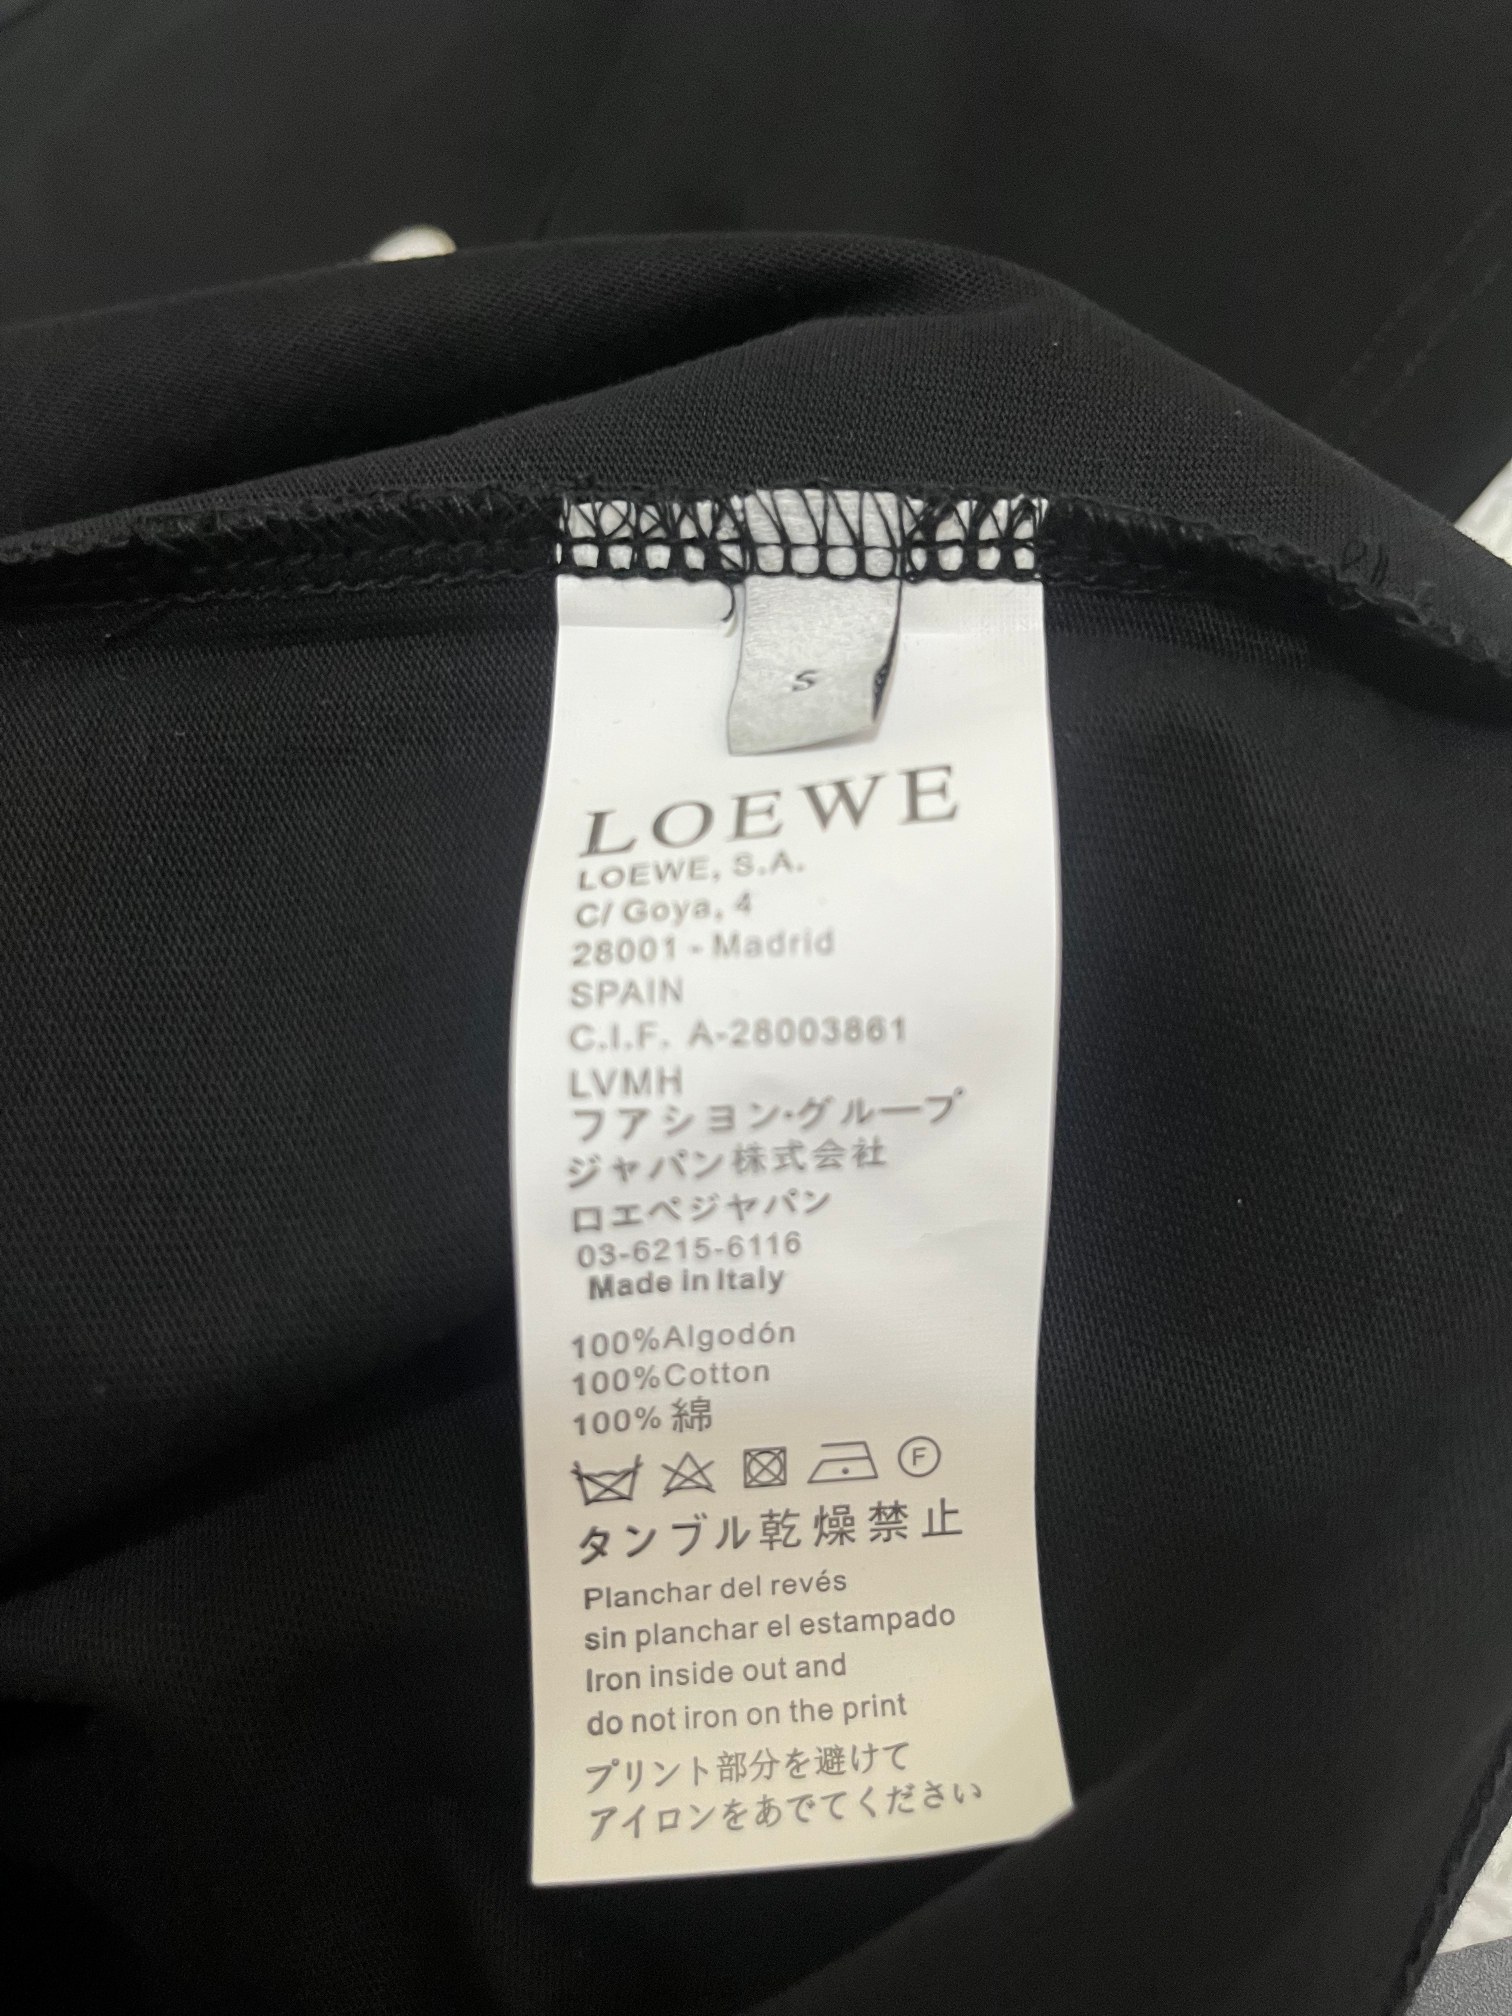 S
LOEWE
LOEWE, S.A.
C/ Goya, 4
28001 - Madrid
SPAIN
C.I.F. A-28003861
LVMH
フアシヨン・グループ
ジャパン株式会社
ロエベジヤパン
03-6215-6116
Made in Italy
100%Algodón
100%Cotton
100% 綿
F
タンブル乾燥禁止
Planchar del revés
sin planchar el estampado
Iron inside out and
do not iron on the print
プリント部分を避けて
アイロンをあでてください